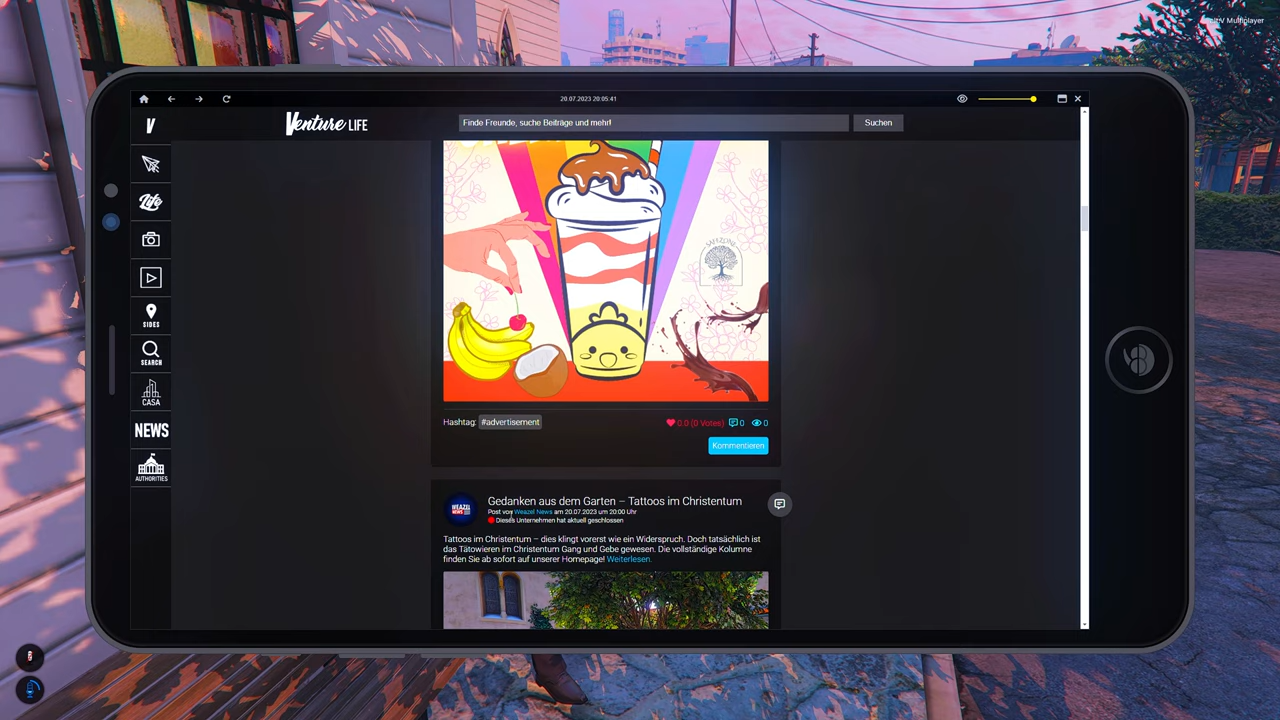 Multiplayer
20.07.2023 20:05:41
V
Venture LIFE
Finde Freunde, suche Beiträge und mehr!
Suchen
Life
SIDES
SEARCH
CASA
NEWS
AUTHORITIES
SANZONE
Hashtag: #advertisement
0.0 (0 Votes) 0 0
Kommentieren
WEAZEL
NEWS
Gedanken aus dem Garten – Tattoos im Christentum
Post von Weazel News am 20.07.2023 um 20:00 Uhr
Dieses Unternehmen hat aktuell geschlossen
Tattoos im Christentum – dies klingt vorerst wie ein Widerspruch. Doch tatsächlich ist
das Tätowieren im Christentum Gang und Gebe gewesen. Die vollständige Kolumne
finden Sie ab sofort auf unserer Homepage! Weiterlesen.